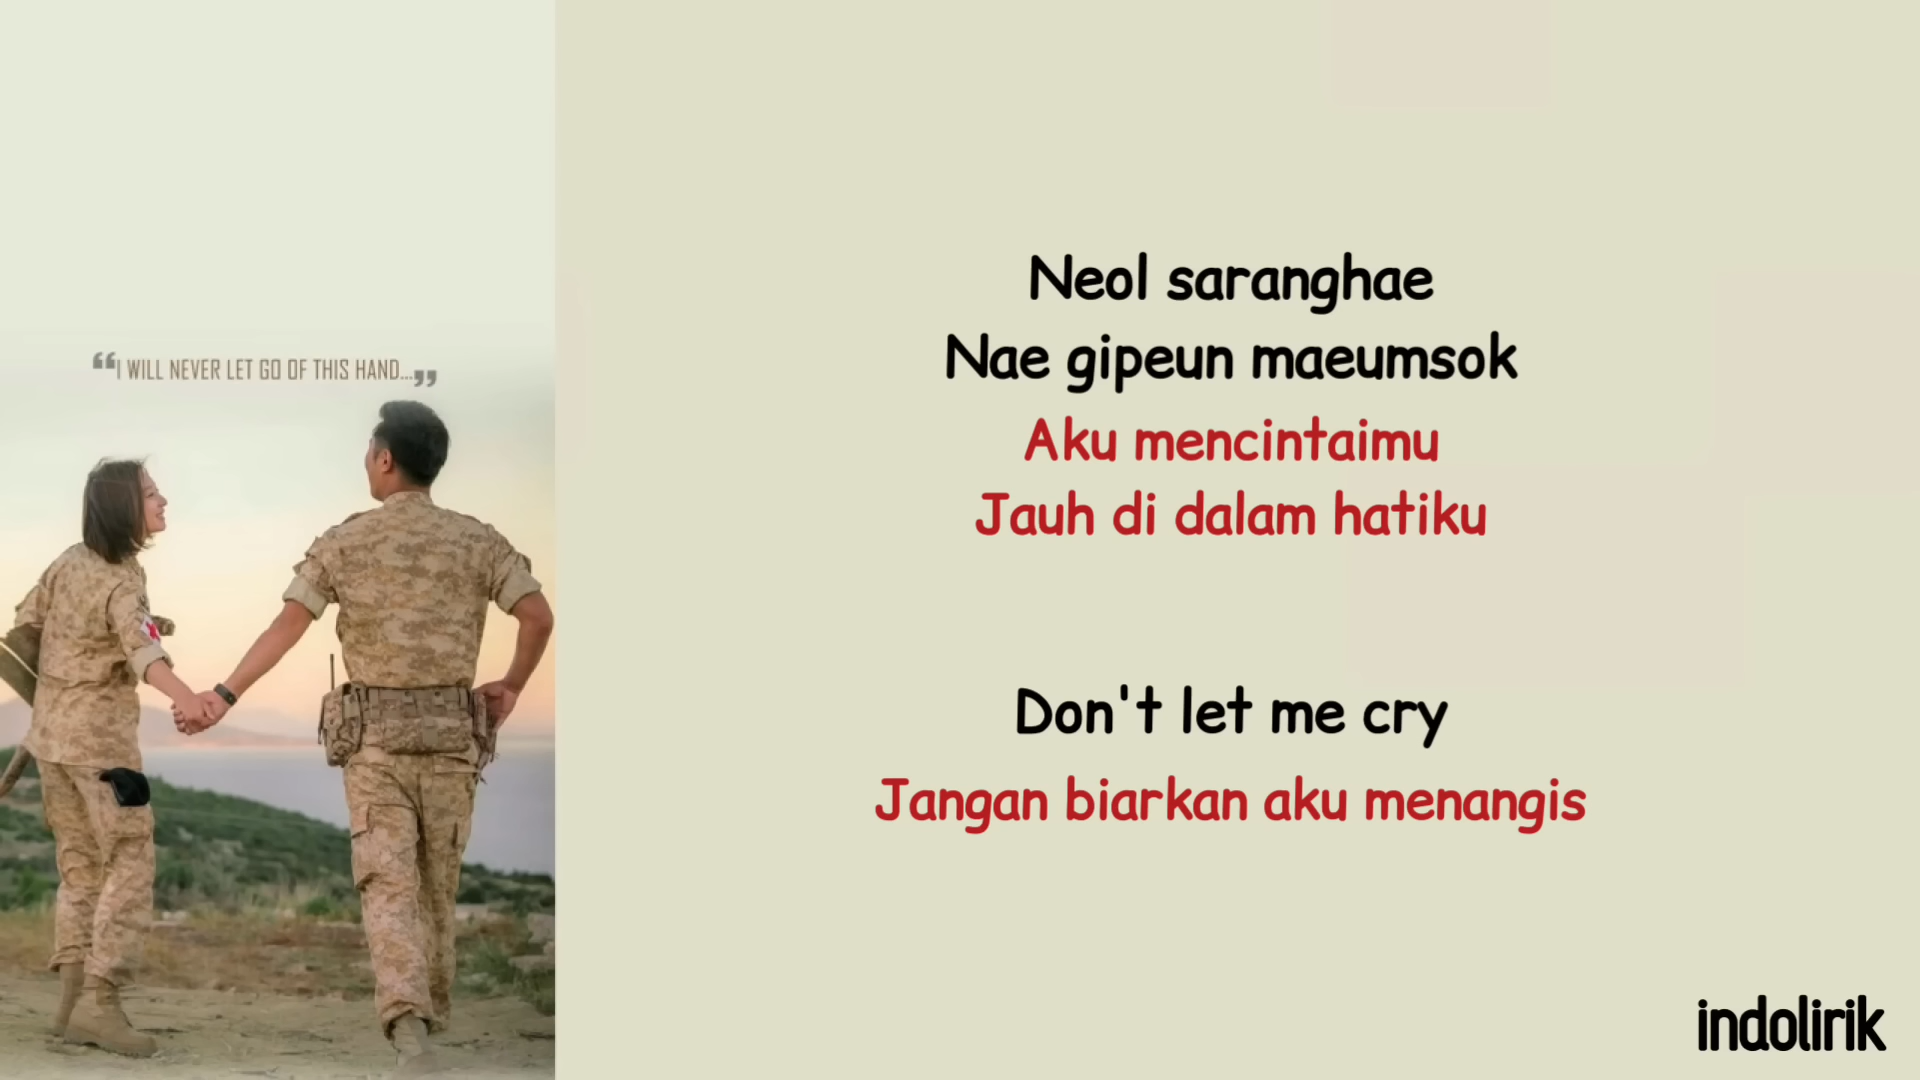 “I WILL NEVER LET GO OF THIS HAND...”
Neol saranghae
Nae gipeun maeumsok
Aku mencintaimu
Jauh di dalam hatiku
Don't let me cry
Jangan biarkan aku menangis
indolirik